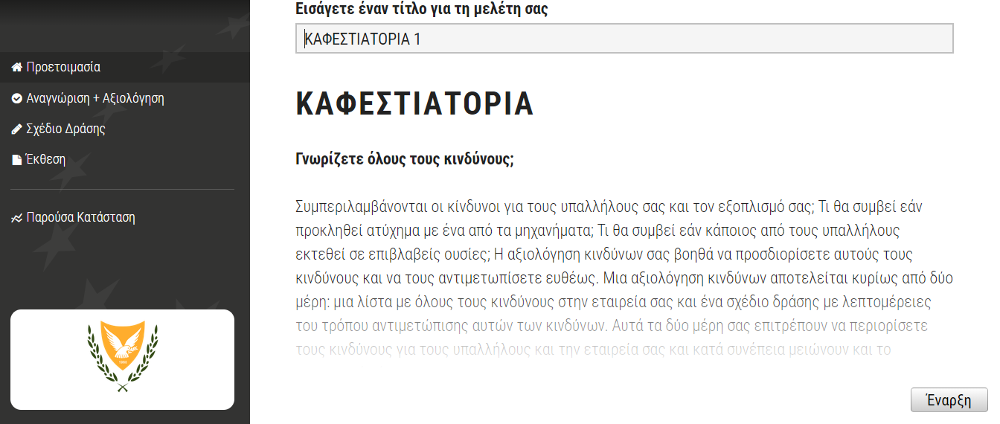 Προετοιμασία
Αναγνώριση + Αξιολόγηση
Σχέδιο Δράσης
Έκθεση
Παρούσα Κατάσταση
Εισάγετε έναν τίτλο για τη μελέτη σας
ΚΑΦΕΣΤΙΑΤΟΡΙΑ 1
ΚΑΦΕΣΤΙΑΤΟΡΙΑ
Γνωρίζετε όλους τους κινδύνους;
Συμπεριλαμβάνονται οι κίνδυνοι για τους υπαλλήλους σας και τον εξοπλισμό σας; Τι θα συμβεί εάν
προκληθεί ατύχημα με ένα από τα μηχανήματα; Τι θα συμβεί εάν κάποιος από τους υπαλλήλους
εκτεθεί σε επιβλαβείς ουσίες; Η αξιολόγηση κινδύνων σας βοηθά να προσδιορίσετε αυτούς τους
κινδύνους και να τους αντιμετωπίσετε ευθέως. Μια αξιολόγηση κινδύνων αποτελείται κυρίως από δύο
μέρη: μια λίστα με όλους τους κινδύνους στην εταιρεία σας και ένα σχέδιο δράσης με λεπτομέρειες
του τρόπου αντιμετώπισης αυτών των κινδύνων. Αυτά τα δύο μέρη σας επιτρέπουν να περιορίσετε
τους κινδύνους για τους υπαλλήλους και την εταιρεία σας και κατά συνέπεια μειώνουν και το
Έναρξη